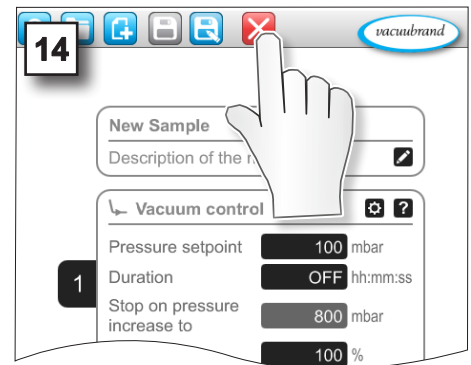 14
vacuubrand
New Sample
Description of the
Vacuum control
?
Pressure setpoint 100 mbar
1
Duration OFF hh:mm:ss
Stop on pressure
increase to 800 mbar
100 %